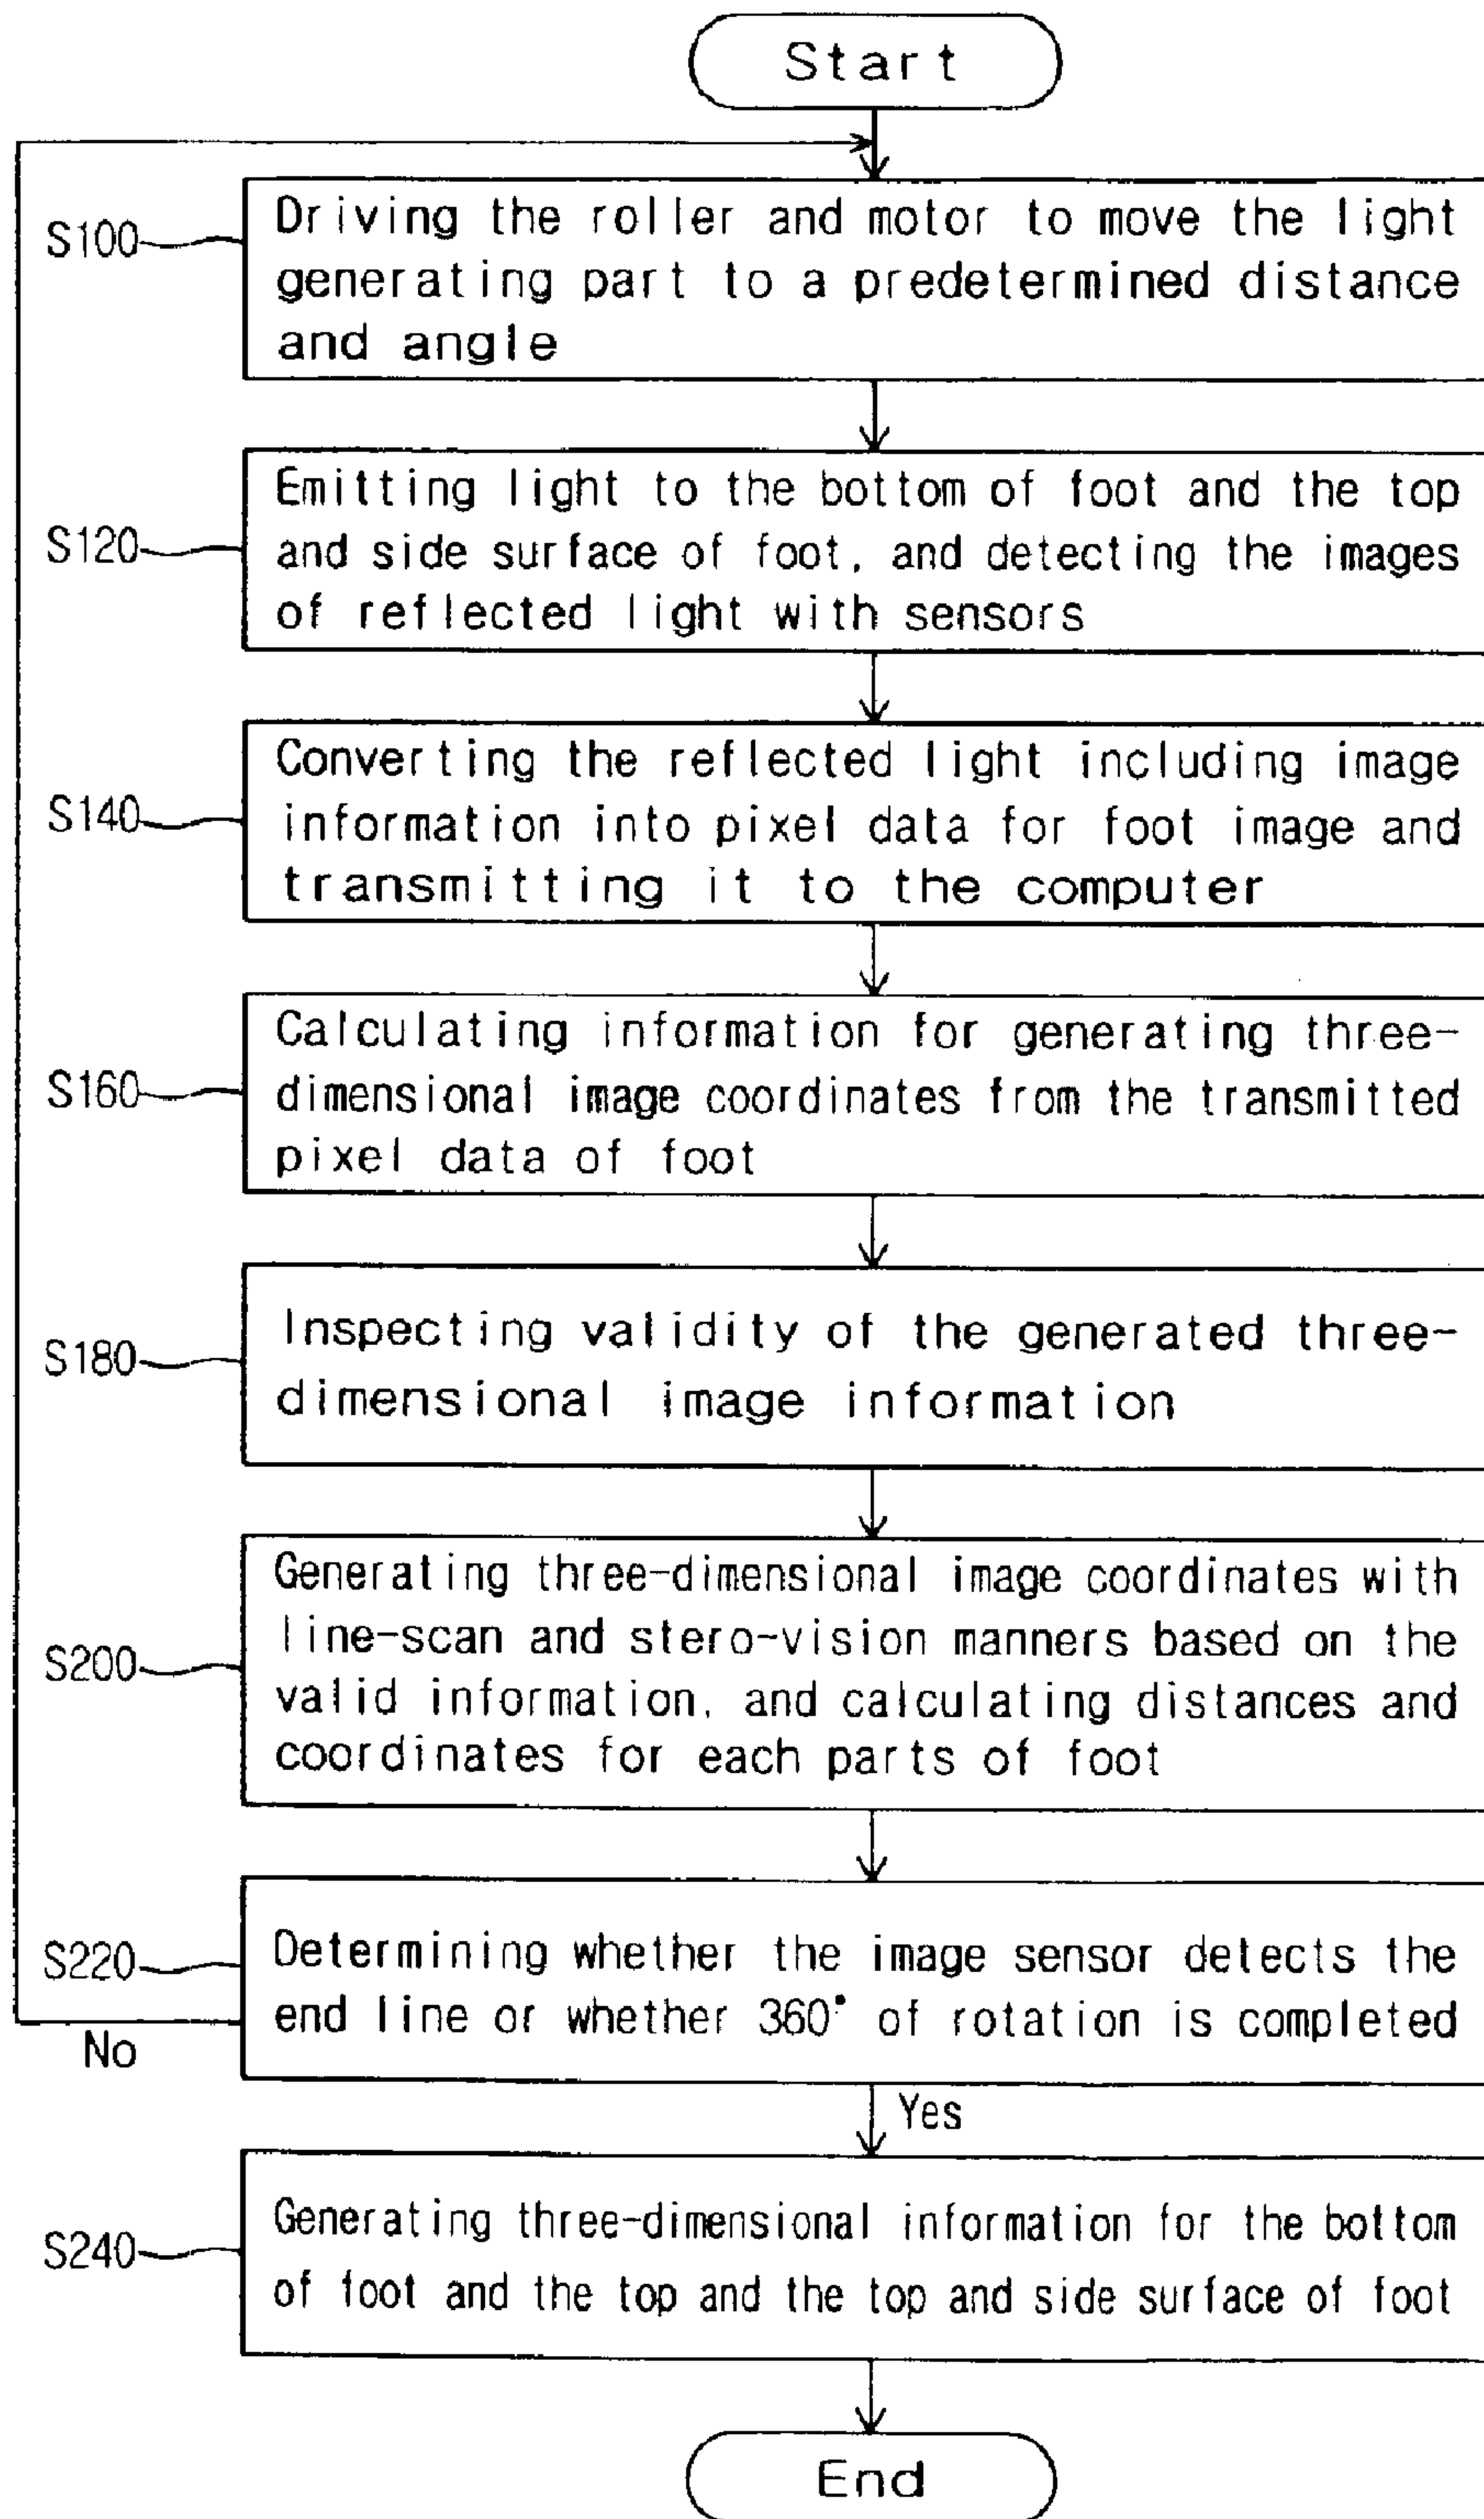 Start
S100
Driving the roller and motor to move the light
generating part to a predetermined distance
and angle
S120
Emitting light to the bottom of foot and the top
and side surface of foot, and detecting the images
of reflected light with sensors
S140
Converting the reflected light including image
information into pixel data for foot image and
transmitting it to the computer
S160
Calculating information for generating three-
dimensional image coordinates from the transmitted
pixel data of foot
S180
Inspecting validity of the generated three-
dimensional image information
S200
Generating three-dimensional image coordinates with
line-scan and stero-vision manners based on the
valid information, and calculating distances and
coordinates for each parts of foot
S220
Determining whether the image sensor detects the
end line or whether 360° of rotation is completed
No
Yes
S240
Generating three-dimensional information for the bottom
of foot and the top and the top and side surface of foot
End